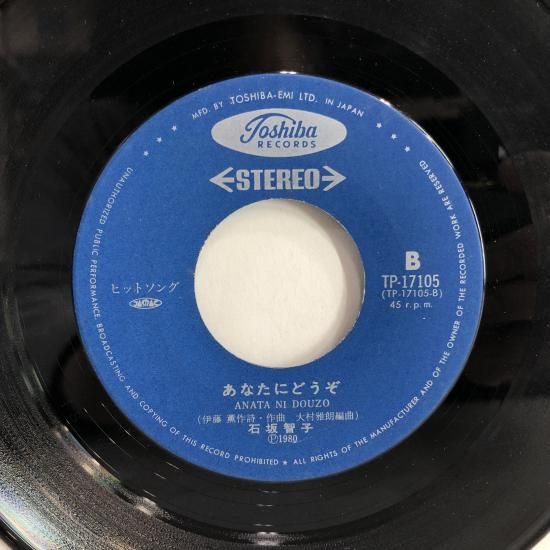 MFD. BY TOSHIBA-EMI LTD. IN JAPAN
Toshiba
RECORDS
STEREO
B
TP-17105
(TP-17105-B)
45 r.p.m.
ヒットソング
JASRAC
あなたにどうぞ
ANATA NI DOUZO
(伊藤 薫作詩・作曲 大村雅朗編曲)
石坂智子
Ⓟ1980
UNAUTHORIZED PUBLIC PERFORMANCE, BROADCASTING AND COPYING OF THIS RECORD PROHIBITED ★ ALL RIGHTS OF THE MANUFACTURER AND OF THE OWNER OF THE RECORDED WORK ARE RESERVED